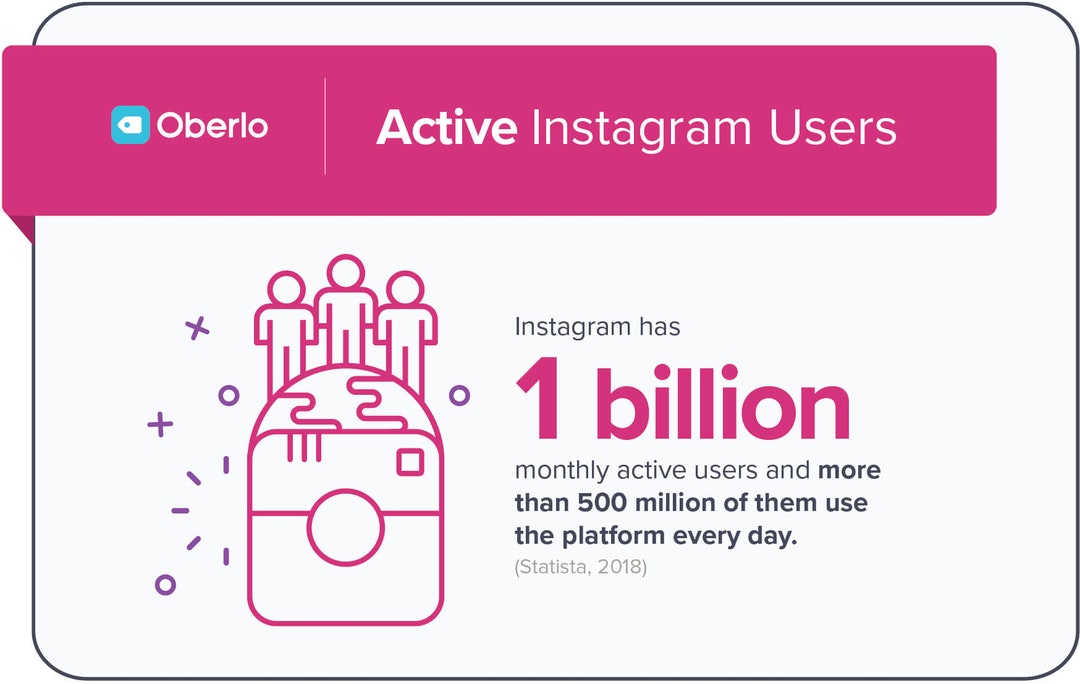 Oberlo
Active Instagram Users
Instagram has
1 billion
monthly active users and more
than 500 million of them use
the platform every day.
(Statista, 2018)